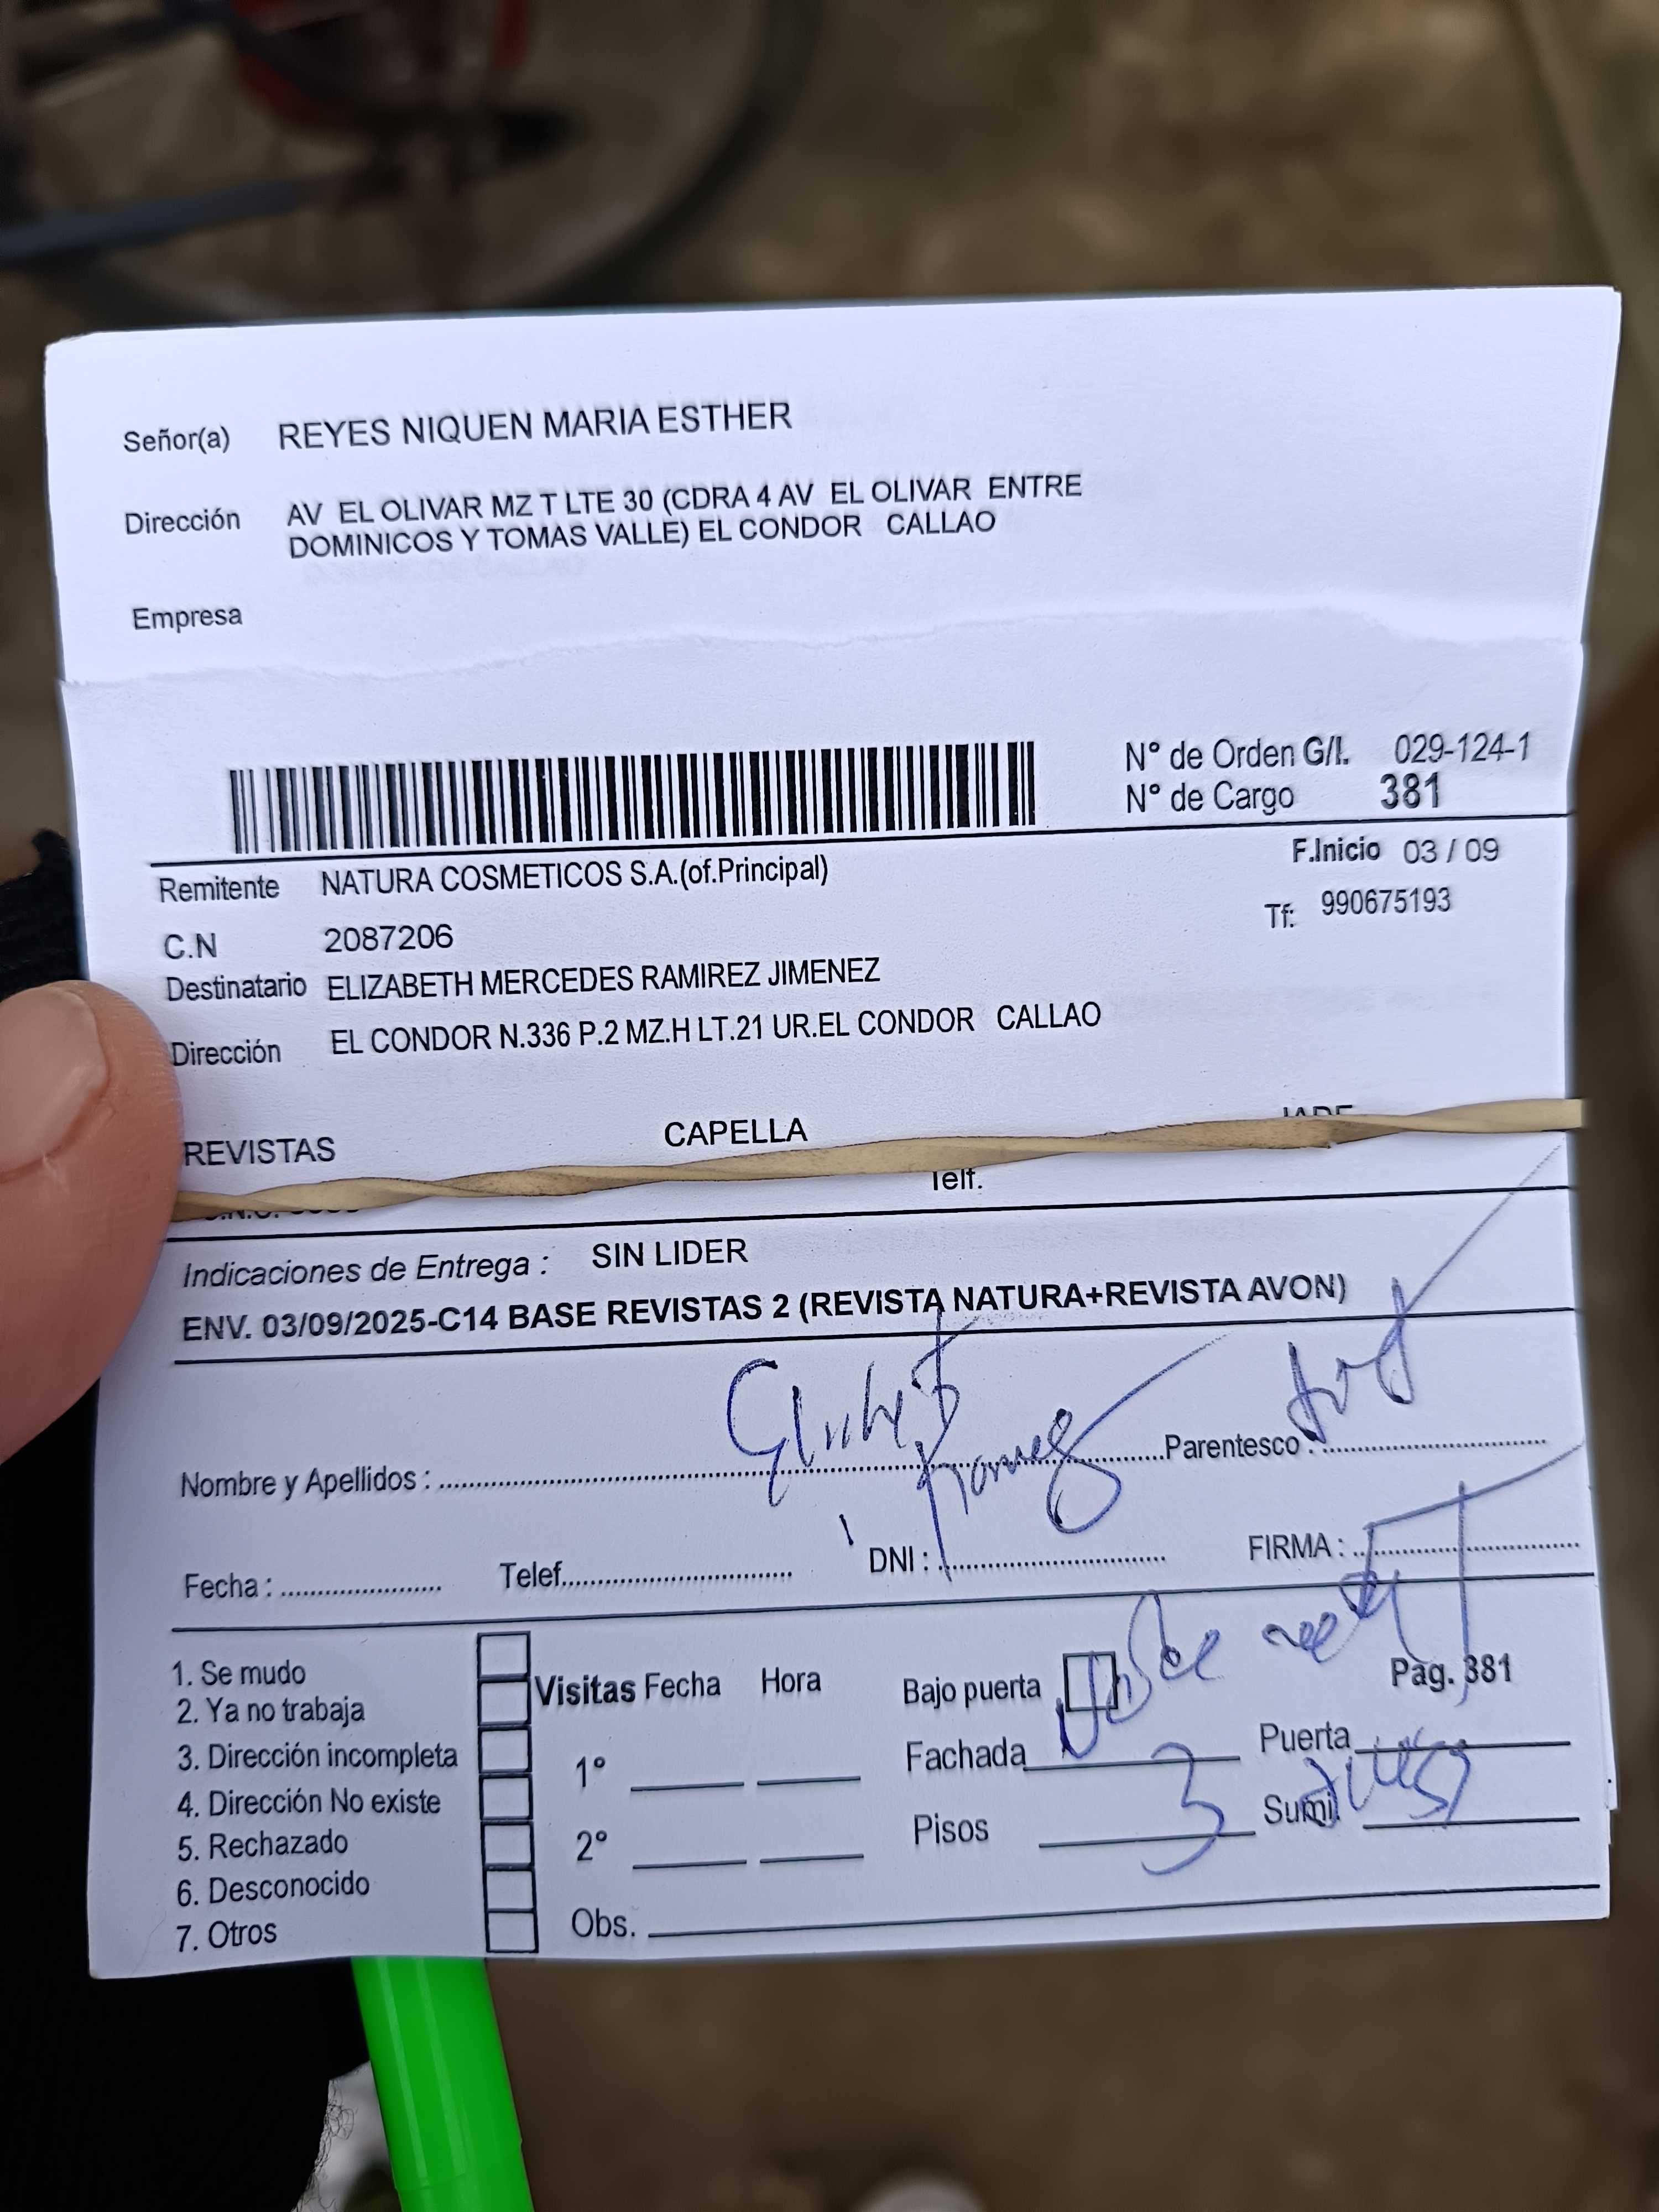 Señor(a) REYES NIQUEN MARIA ESTHER
Dirección AV EL OLIVAR MZ T LTE 30 (CDRA 4 AV EL OLIVAR ENTRE
DOMINICOS Y TOMAS VALLE) EL CONDOR CALLAO
Empresa
N° de Orden G/I. 029-124-1
N° de Cargo 381
F.Inicio 03 / 09
Remitente NATURA COSMETICOS S.A.(of.Principal)
Tf: 990675193
C.N 2087206
Destinatario ELIZABETH MERCEDES RAMIREZ JIMENEZ
Dirección EL CONDOR N.336 P.2 MZ.H LT.21 UR.EL CONDOR CALLAO
REVISTAS CAPELLA
Telf.
Indicaciones de Entrega : SIN LIDER
ENV. 03/09/2025-C14 BASE REVISTAS 2 (REVISTA NATURA+REVISTA AVON)
Nombre y Apellidos : Parentesco :
Fecha : Telef. DNI : FIRMA :
1. Se mudo
2. Ya no trabaja
3. Dirección incompleta
4. Dirección No existe
5. Rechazado
6. Desconocido
7. Otros
Visitas Fecha Hora
1°
2°
Obs.
Bajo puerta Pag. 381
Fachada Puerta
Pisos 3 Sumi.